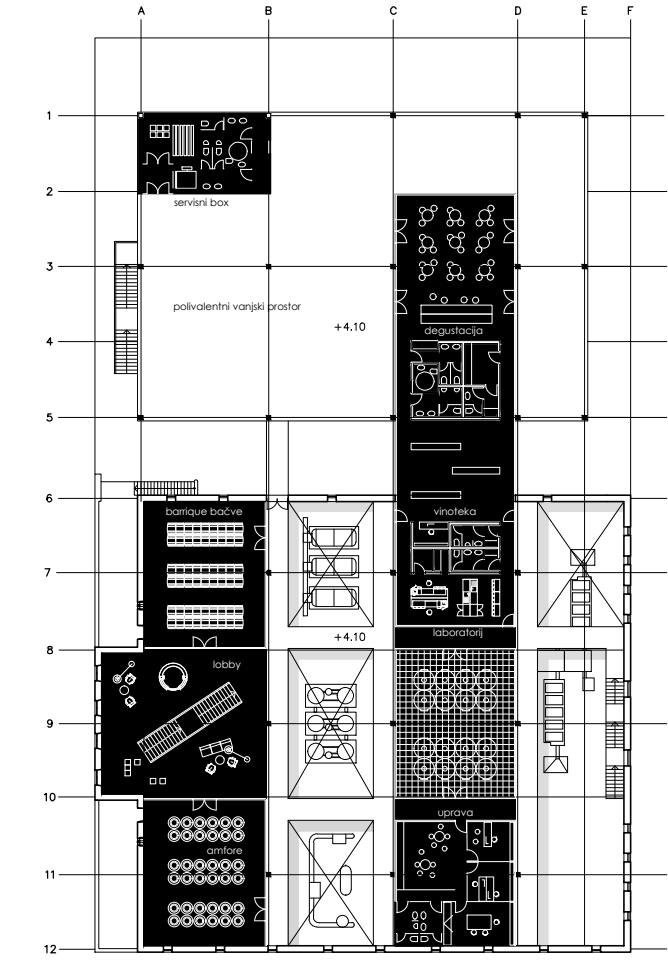 A B C D E F
1
2
servisni box
3
polivalentni vanjski prostor
+4.10
degustacija
4
5
6
barrique bačve
vinoteka
7
+4.10
laboratorij
8
lobby
9
10
uprava
amfore
11
12